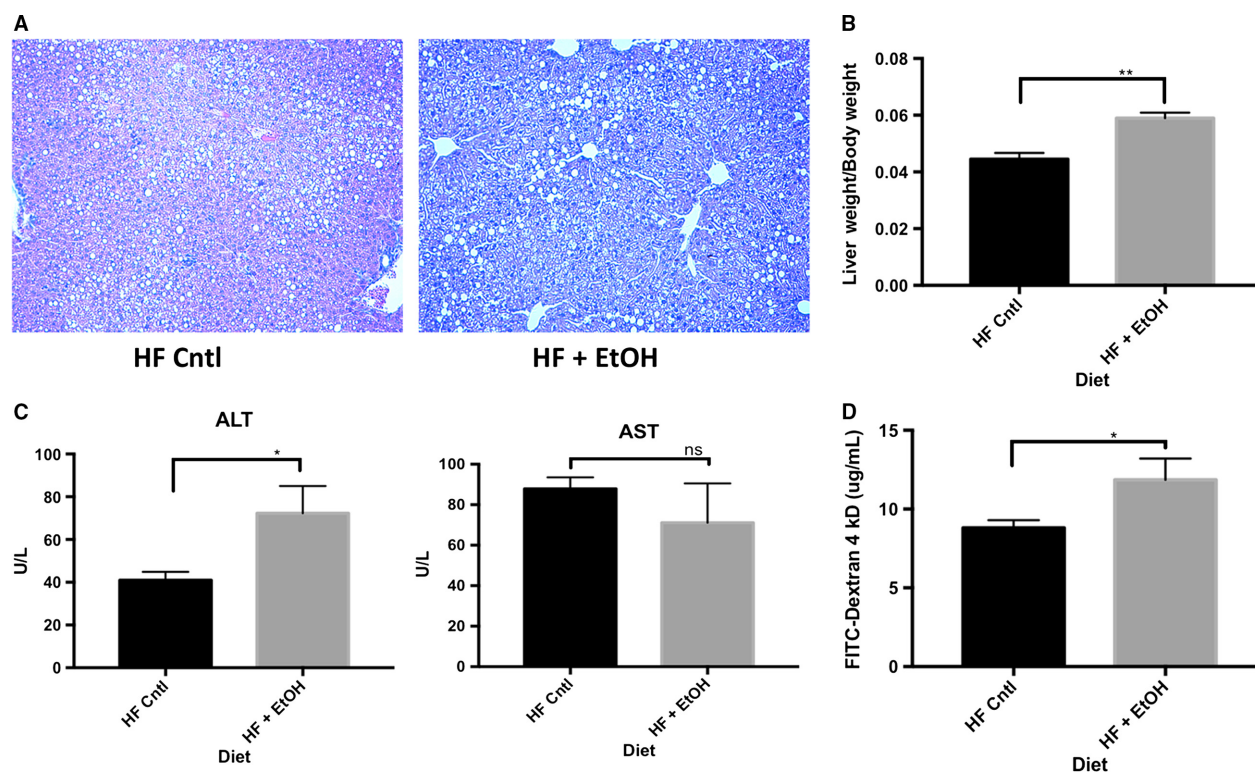 A
HF Cntl
HF + EtOH
B
Liver weight/Body weight
0.08
0.06
0.04
0.02
0.00
**
HF Cntl
HF + EtOH
Diet
C
ALT
U/L
100
80
60
40
20
0
*
HF Cntl
HF + EtOH
Diet
AST
U/L
100
80
60
40
20
0
ns
HF Cntl
HF + EtOH
Diet
D
FITC-Dextran 4 kD (ug/mL)
15
10
5
0
*
HF Cntl
HF + EtOH
Diet